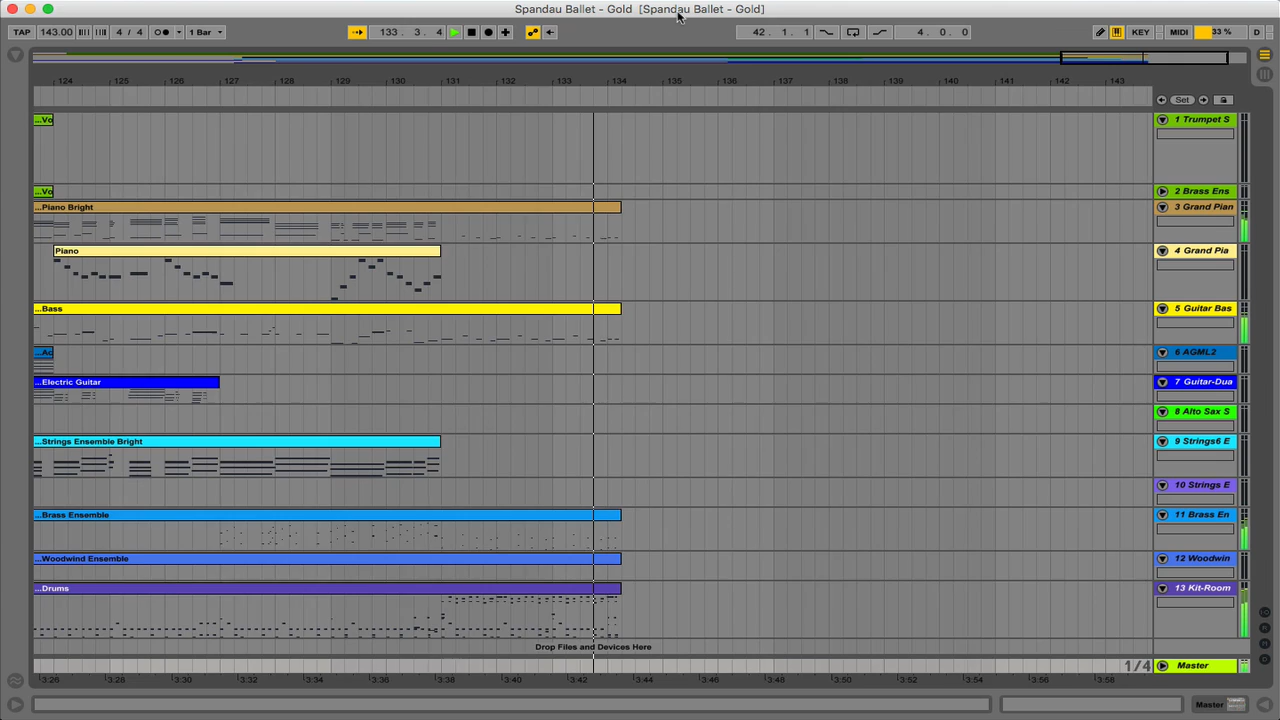 Spandau Ballet - Gold [Spandau Ballet - Gold]
TAP 143.00 4 / 4 1 Bar 133. 3. 4 42. 1. 1 4. 0. 0 KEY MIDI 33 % D
124 125 126 127 128 129 130 131 132 133 134 135 136 137 138 139 140 141 142 143
Set
...Vo 1 Trumpet S
...Vo 2 Brass Ens
...Piano Bright 3 Grand Pian
Piano 4 Grand Pia
...Bass 5 Guitar Bas
...Ac 6 AGML2
...Electric Guitar 7 Guitar-Dua
8 Alto Sax S
...Strings Ensemble Bright 9 Strings6 E
10 Strings E
...Brass Ensemble 11 Brass En
...Woodwind Ensemble 12 Woodwin
...Drums 13 Kit-Room
Drop Files and Devices Here
1/4 Master
3:26 3:28 3:30 3:32 3:34 3:36 3:38 3:40 3:42 3:44 3:46 3:48 3:50 3:52 3:54 3:56 3:58
Master